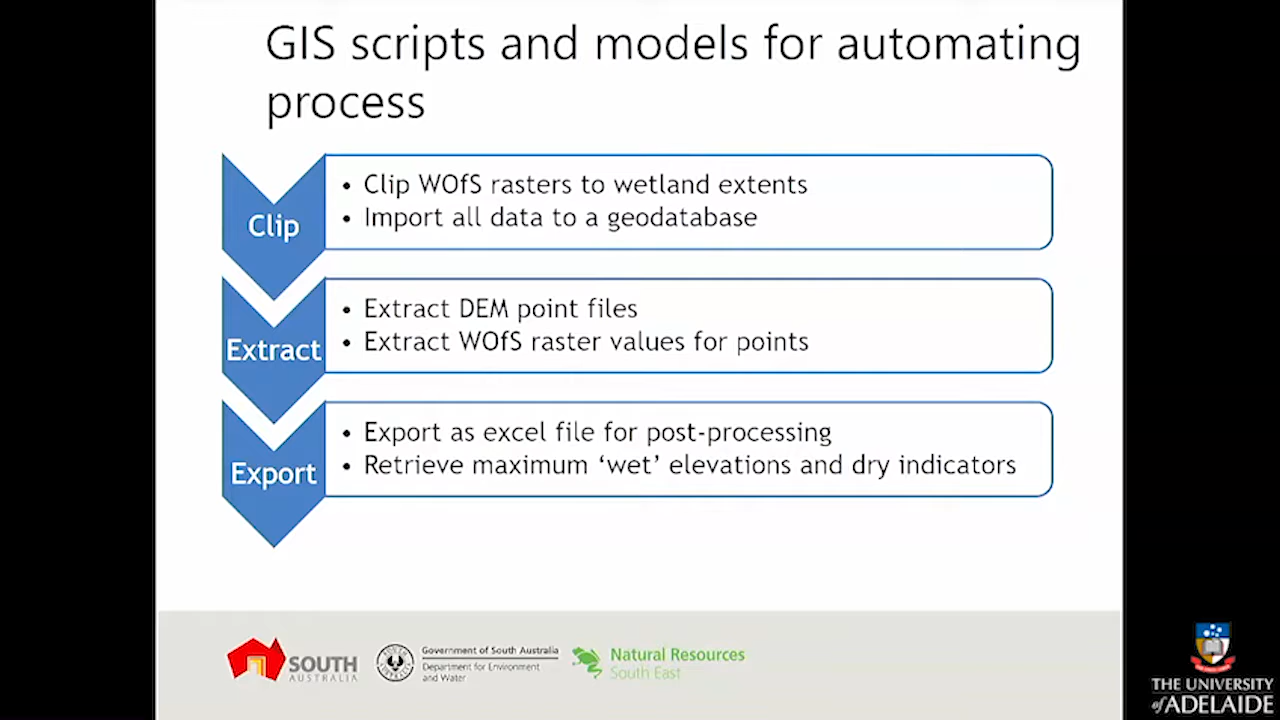 GIS scripts and models for automating
process
Clip
• Clip WOfS rasters to wetland extents
• Import all data to a geodatabase
Extract
• Extract DEM point files
• Extract WOfS raster values for points
Export
• Export as excel file for post-processing
• Retrieve maximum ‘wet’ elevations and dry indicators
SOUTH
AUSTRALIA
Government of South Australia
Department for Environment
and Water
Natural Resources
South East
THE UNIVERSITY
of ADELAIDE